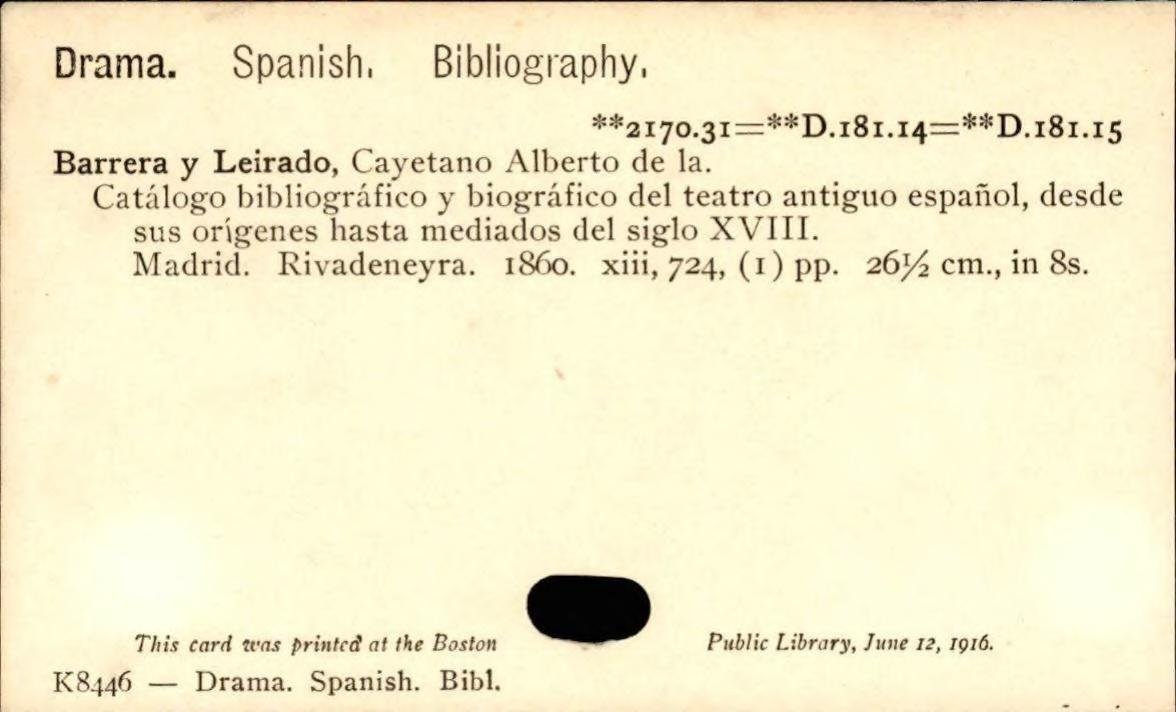 Drama. Spanish. Bibliography.
**2170.31=**D.181.14=**D.181.15
Barrera y Leirado, Cayetano Alberto de la.
Catálogo bibliográfico y biográfico del teatro antiguo español, desde
sus orígenes hasta mediados del siglo XVIII.
Madrid. Rivadeneyra. 1860. xiii, 724, (1) pp. 26½ cm., in 8s.
This card was printed at the Boston Public Library, June 12, 1916.
K8446 — Drama. Spanish. Bibl.